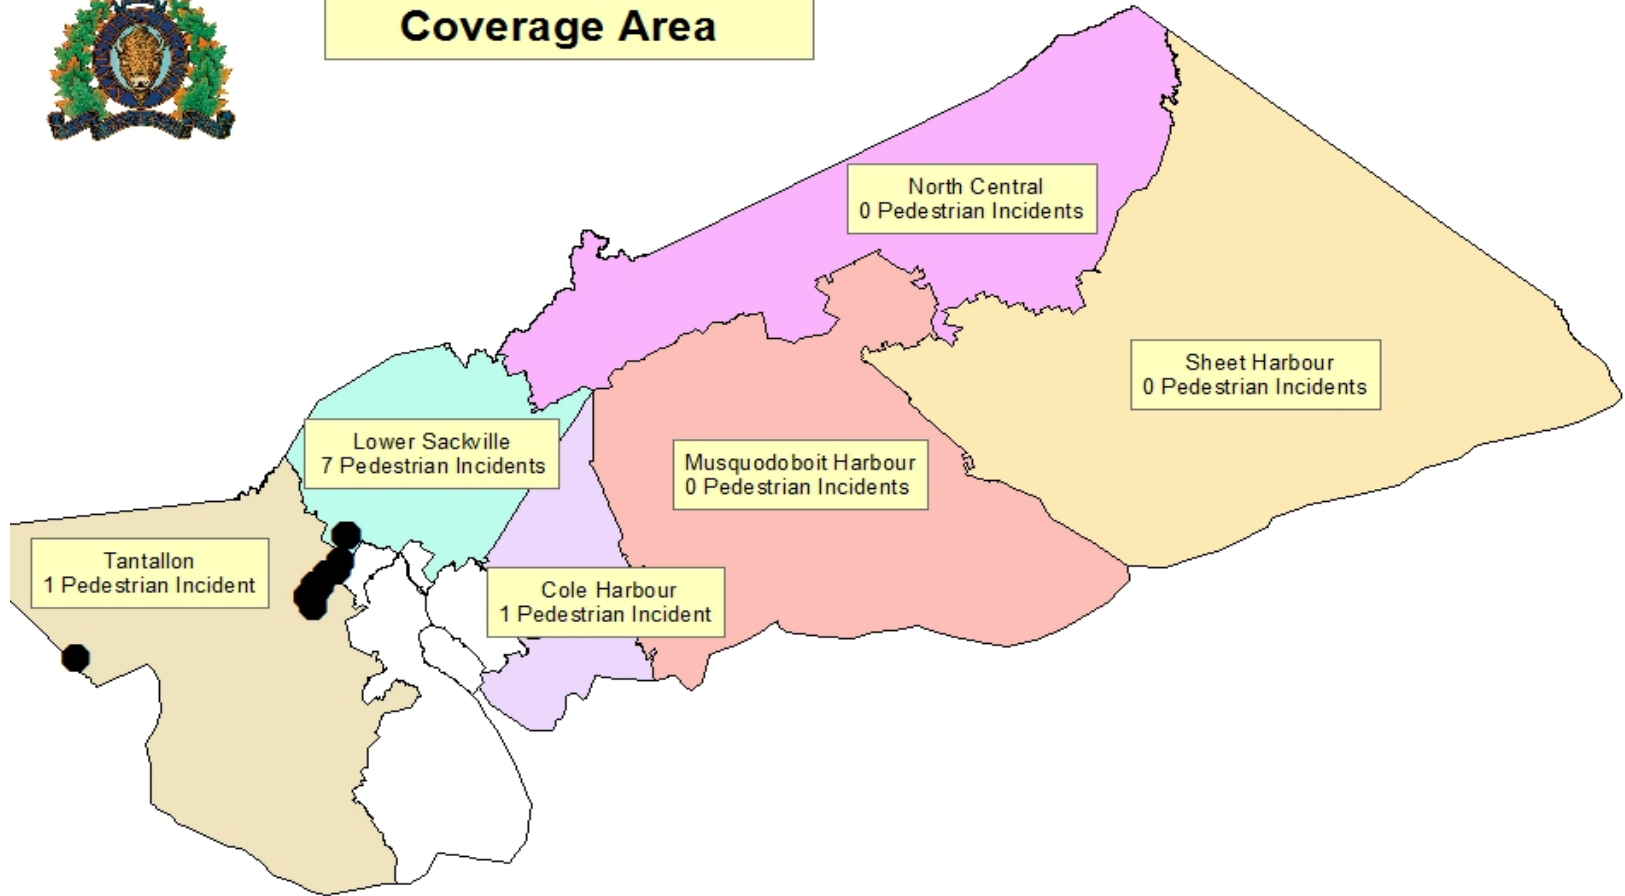 Coverage Area
North Central
0 Pedestrian Incidents
Sheet Harbour
0 Pedestrian Incidents
Lower Sackville
7 Pedestrian Incidents
Musquodoboit Harbour
0 Pedestrian Incidents
Tantallon
1 Pedestrian Incident
Cole Harbour
1 Pedestrian Incident